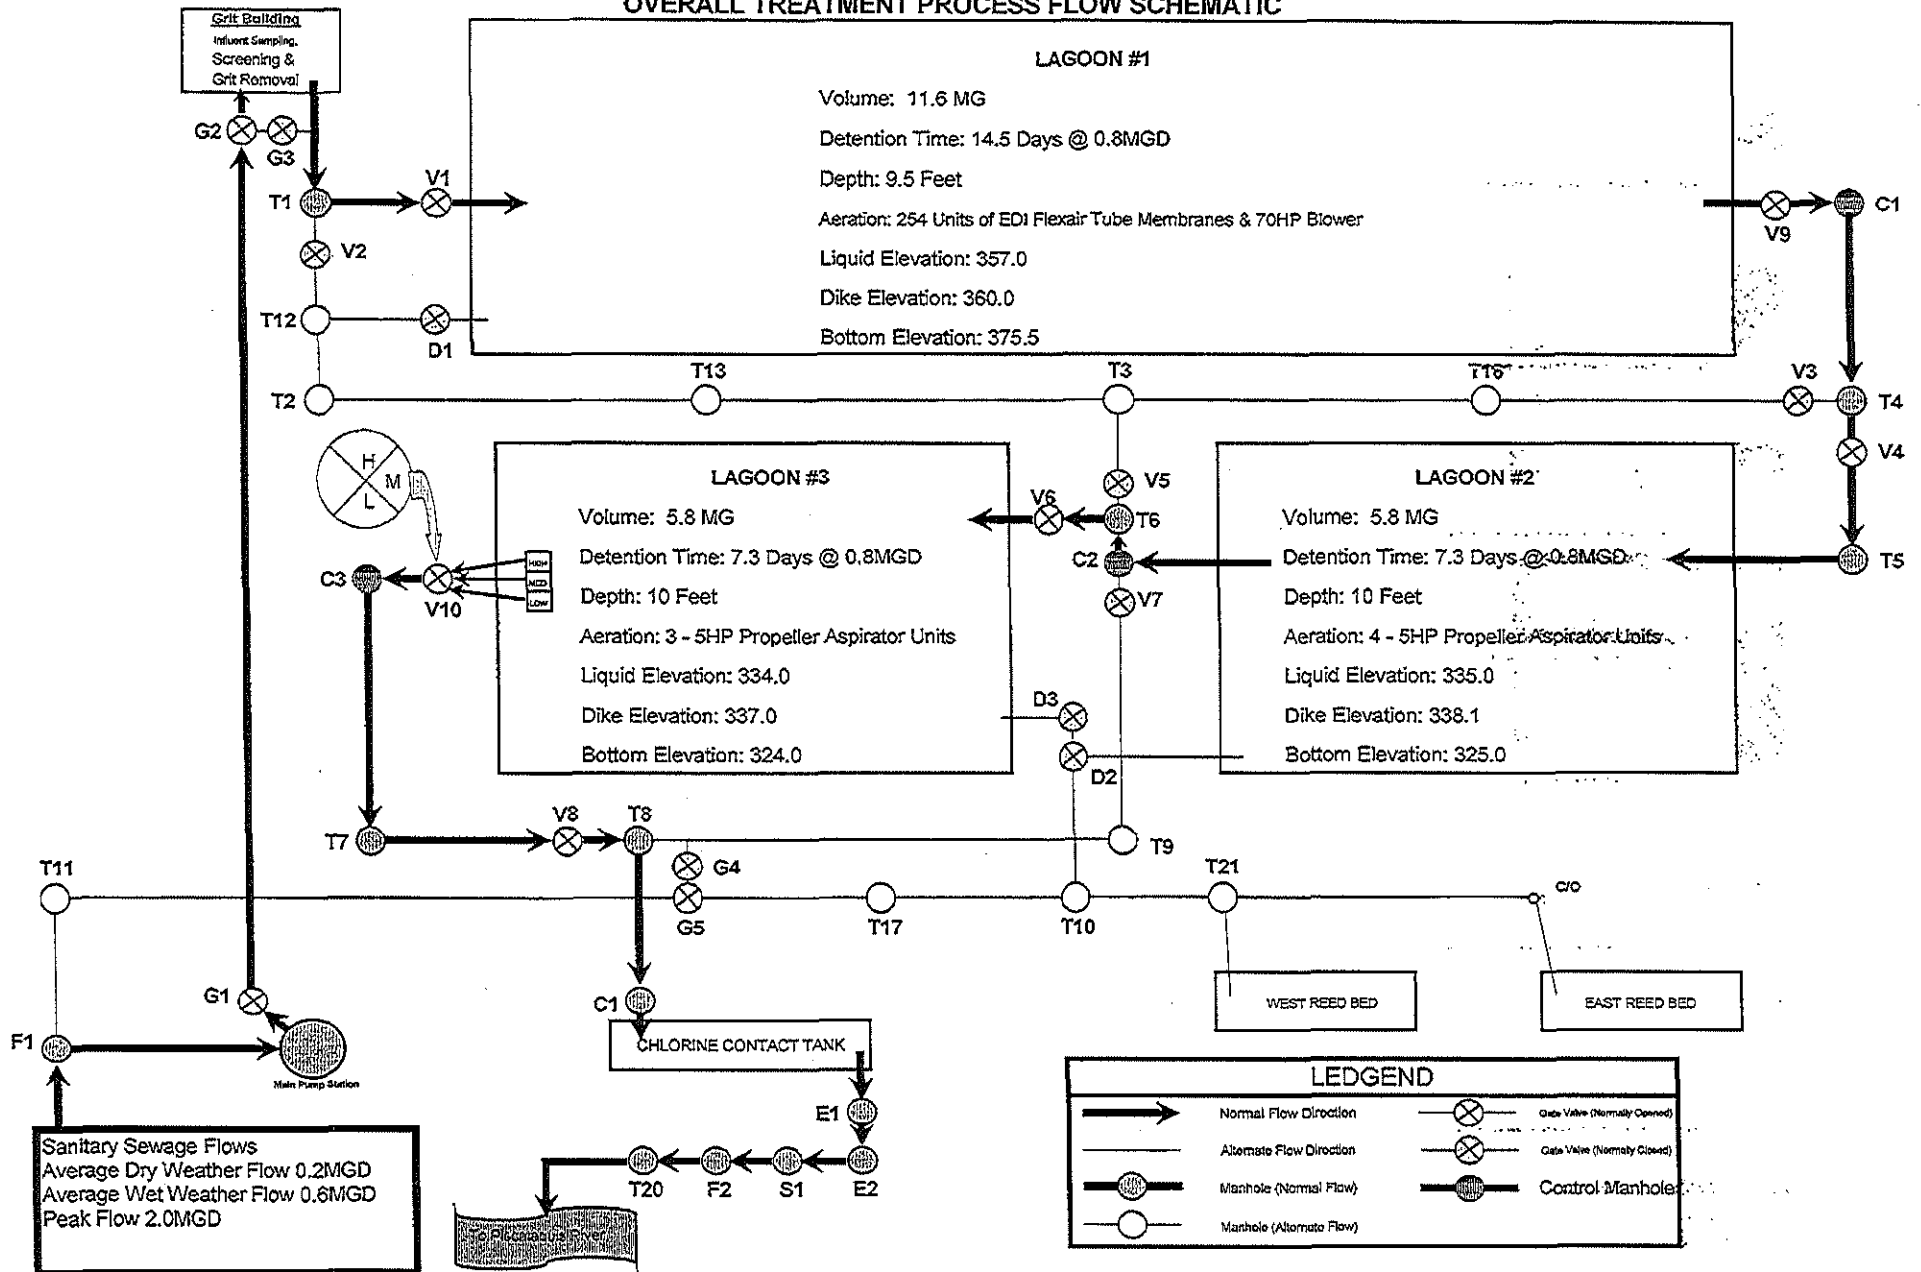 OVERALL TREATMENT PROCESS FLOW SCHEMATIC
Grit Building
Influent Sampling,
Screening &
Grit Removal
G2
G3
T1
V1
V2
T12
D1
T2
LAGOON #1
Volume: 11.6 MG
Detention Time: 14.5 Days @ 0.8MGD
Depth: 9.5 Feet
Aeration: 254 Units of EDI Flexair Tube Membranes & 70HP Blower
Liquid Elevation: 357.0
Dike Elevation: 360.0
Bottom Elevation: 375.5
V9
C1
T13
T3
T16
V3
T4
V4
T5
H
M
L
C3
V10
HIGH
MED
LOW
LAGOON #3
Volume: 5.8 MG
Detention Time: 7.3 Days @ 0.8MGD
Depth: 10 Feet
Aeration: 3 - 5HP Propeller Aspirator Units
Liquid Elevation: 334.0
Dike Elevation: 337.0
Bottom Elevation: 324.0
V5
V6
T6
C2
V7
D3
D2
LAGOON #2
Volume: 5.8 MG
Detention Time: 7.3 Days @ 0.8MGD
Depth: 10 Feet
Aeration: 4 - 5HP Propeller Aspirator Units
Liquid Elevation: 335.0
Dike Elevation: 338.1
Bottom Elevation: 325.0
T7
V8
T8
T9
G4
T11
G5
T17
T10
T21
C/O
G1
F1
Main Pump Station
C1
CHLORINE CONTACT TANK
WEST REED BED
EAST REED BED
E1
T20
F2
S1
E2
To Piscataquis River
Sanitary Sewage Flows
Average Dry Weather Flow 0.2MGD
Average Wet Weather Flow 0.6MGD
Peak Flow 2.0MGD
LEDGEND
Normal Flow Direction
Gate Valve (Normally Opened)
Alternate Flow Direction
Gate Valve (Normally Closed)
Manhole (Normal Flow)
Control Manhole
Manhole (Alternate Flow)